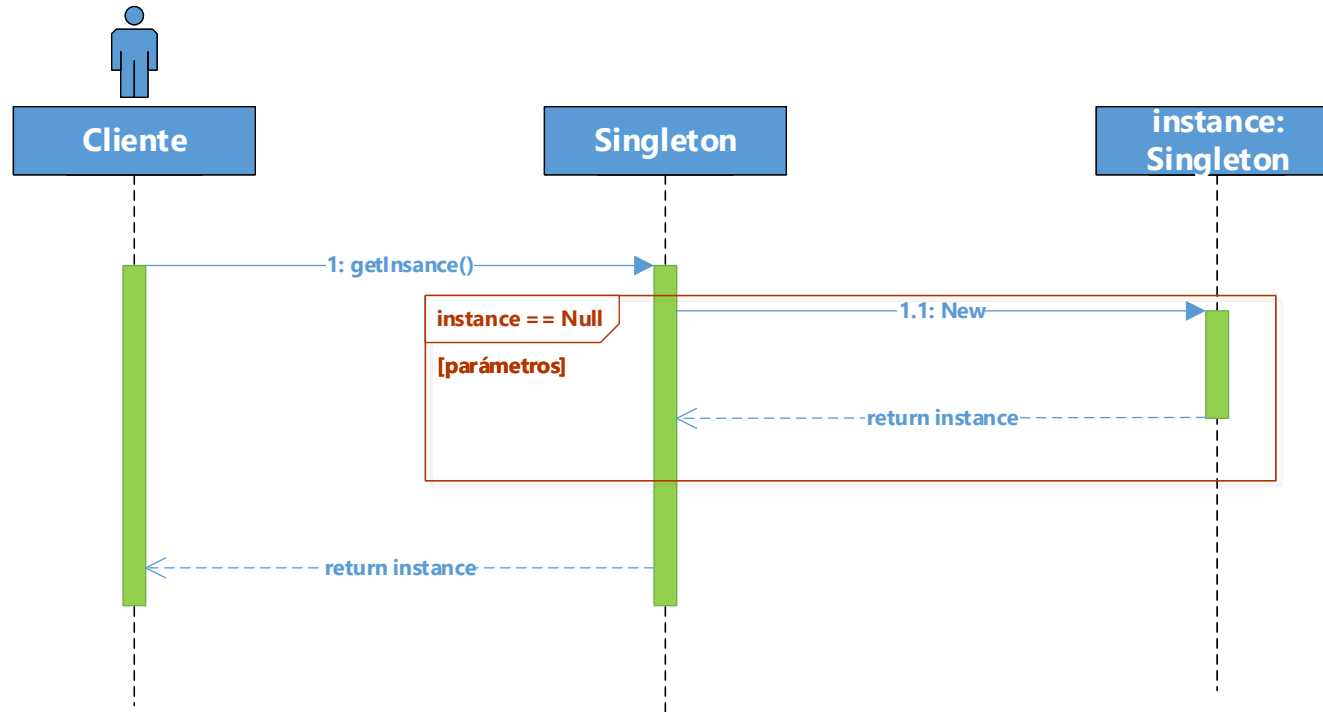 Cliente
Singleton
instance:
Singleton
1: getInsance()
instance == Null
1.1: New
[parámetros]
return instance
return instance